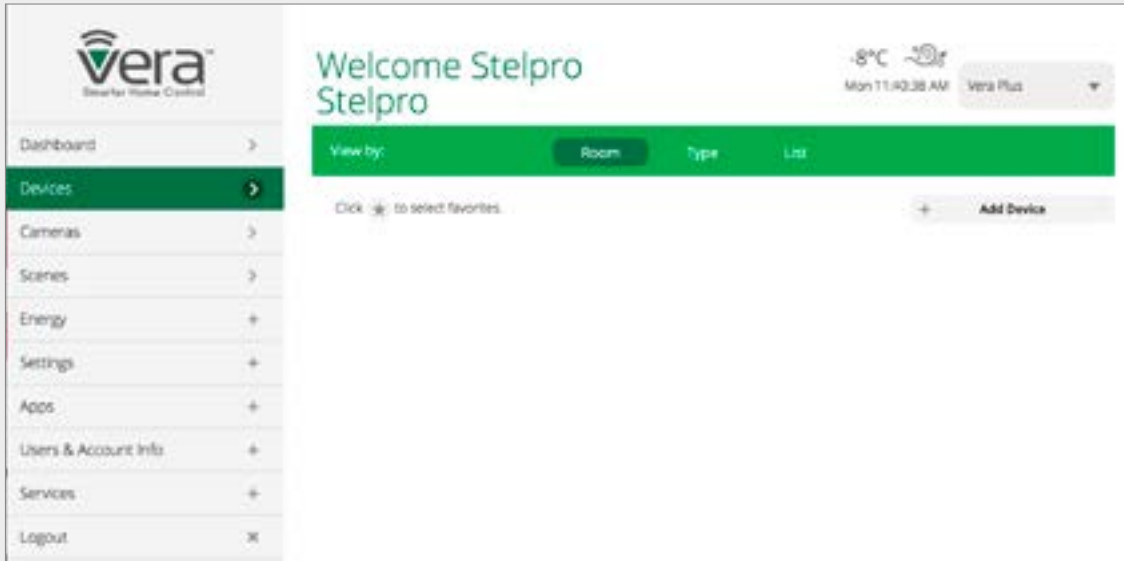 vera™
Smarter Home Control
Welcome Stelpro
Stelpro
-8°C
Mon 11:40:38 AM
Vera Plus
Dashboard
Devices
Cameras
Scenes
Energy
Settings
Apps
Users & Account Info
Services
Logout
View by:
Room
Type
List
Click ★ to select favorites.
+ Add Device